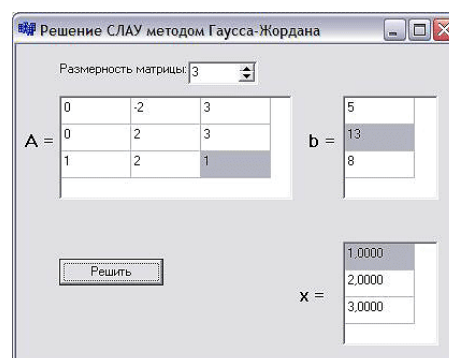 Решение СЛАУ методом Гаусса-Жордана
Размерность матрицы: 3
A =
0 -2 3
0 2 3
1 2 1
b =
5
13
8
Решить
x =
1,0000
2,0000
3,0000